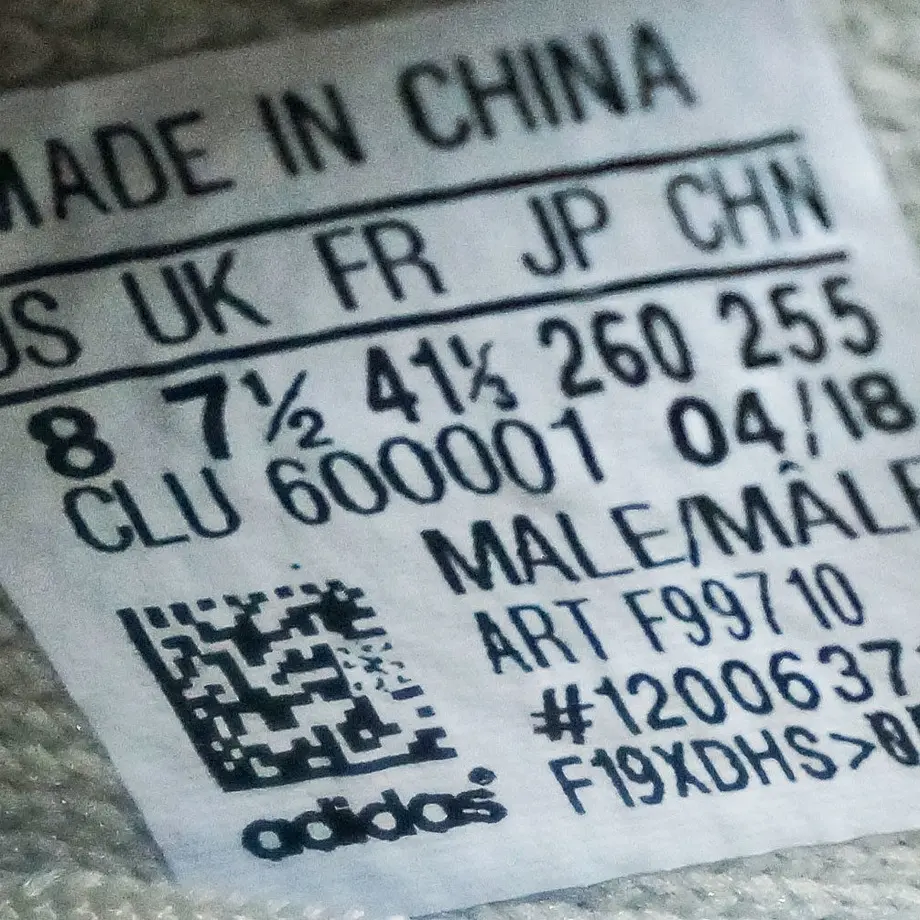 MADE IN CHINA
US UK FR JP CHN
8 7½ 41⅓ 260 255
CLU 600001 04/18
MALE/MÂLE
ART F99710
#1200637
F19XDHS>
adidas